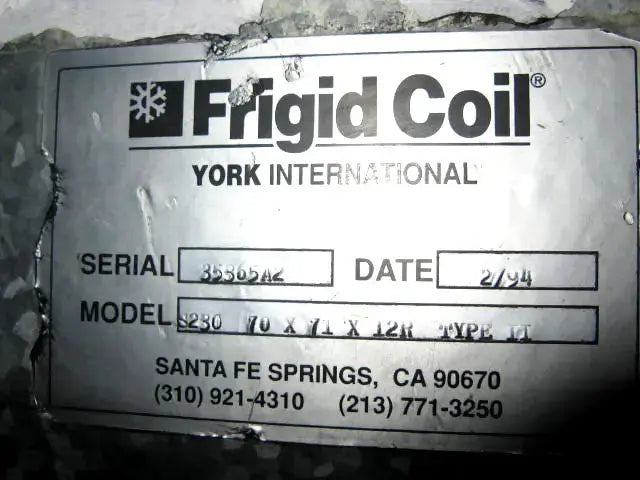 Frigid Coil®
YORK INTERNATIONAL
SERIAL 35365A2 DATE 2/94
MODEL S230 70 X 71 X 12R TYPE II
SANTA FE SPRINGS, CA 90670
(310) 921-4310 (213) 771-3250